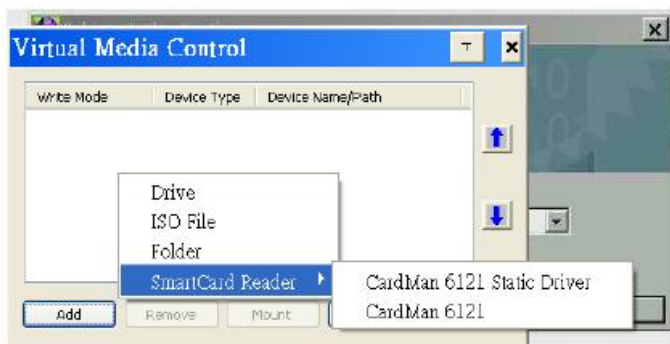 Virtual Media Control
Write Mode Device Type Device Name/Path
Drive
ISO File
Folder
SmartCard Reader
CardMan 6121 Static Driver
CardMan 6121
Add Remove Mount